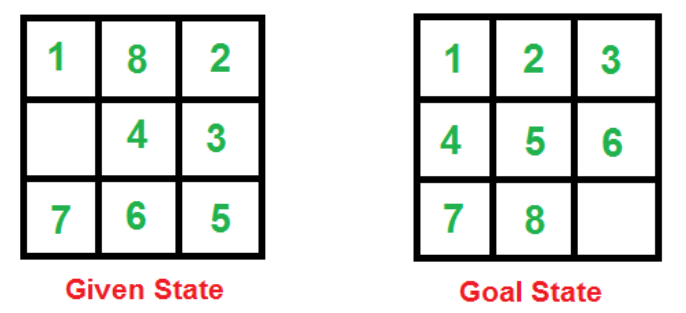 1 8 2
4 3
7 6 5
Given State
1 2 3
4 5 6
7 8
Goal State